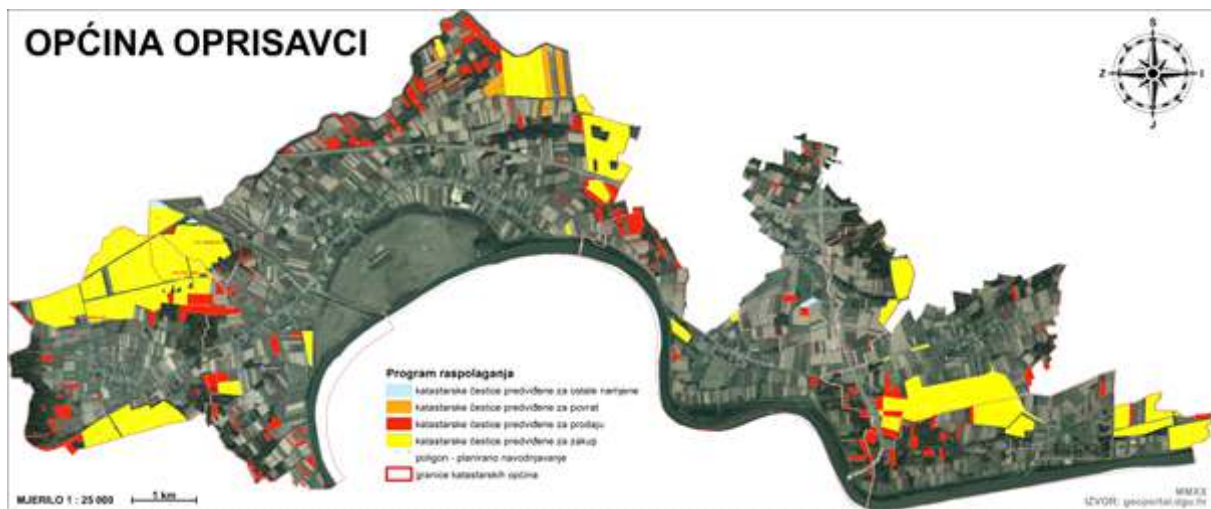 OPĆINA OPRISAVCI
S
Z
I
J
Program raspolaganja
katastarske čestice predviđene za ostale namjene
katastarske čestice predviđene za povrat
katastarske čestice predviđene za prodaju
katastarske čestice predviđene za zakup
poligon - planirano navodnjavanje
granice katastarskih općina
MJERILO 1 : 25 000
1 km
MMXX
IZVOR: geoportal.dgu.hr